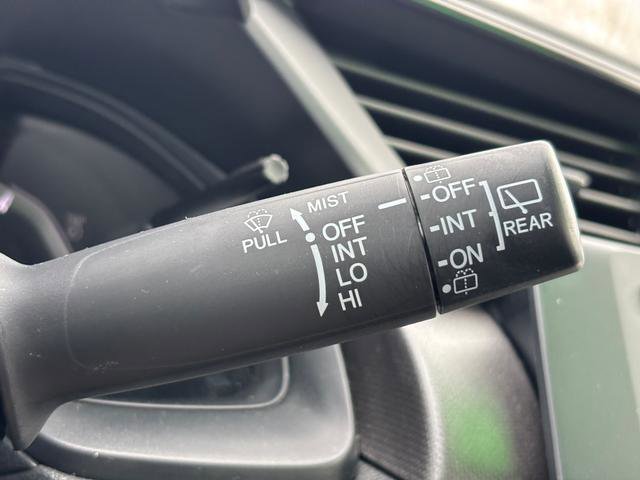 MIST
PULL
OFF
INT
LO
HI
-OFF
-INT
-ON
REAR